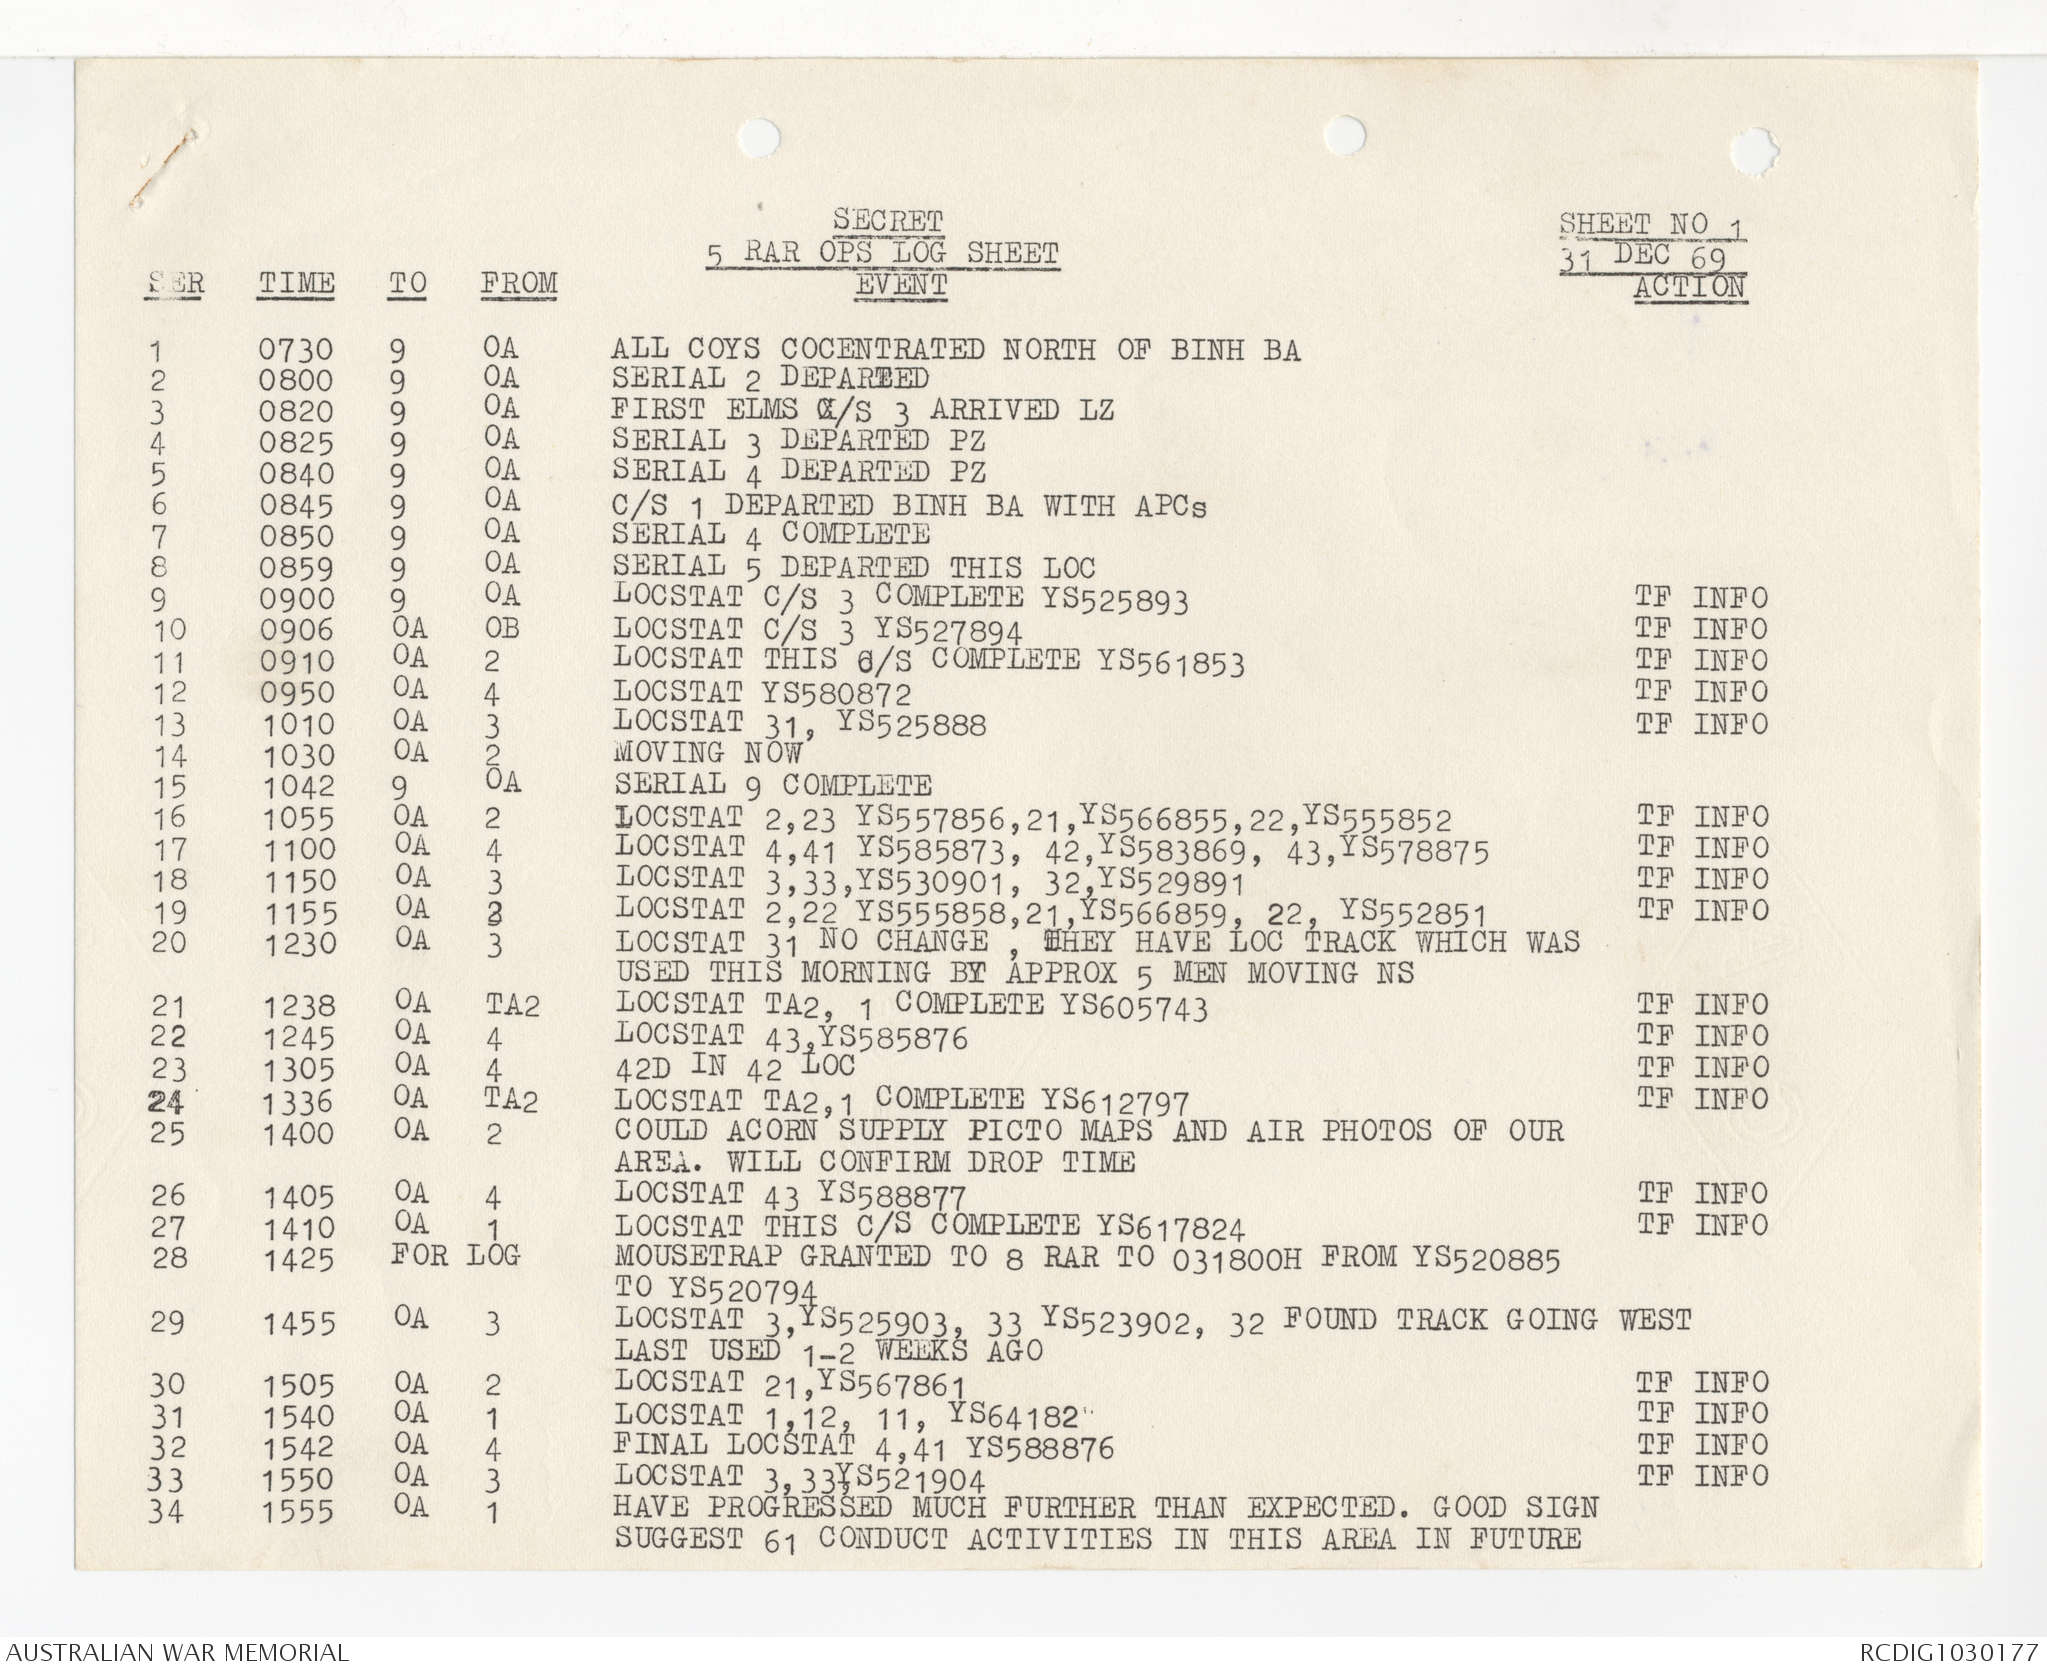 SECRET
5 RAR OPS LOG SHEET
SHEET NO 1
31 DEC 69
SER TIME TO FROM EVENT ACTION
1 0730 9 OA ALL COYS COCENTRATED NORTH OF BINH BA
2 0800 9 OA SERIAL 2 DEPARTED
3 0820 9 OA FIRST ELMS C/S 3 ARRIVED LZ
4 0825 9 OA SERIAL 3 DEPARTED PZ
5 0840 9 OA SERIAL 4 DEPARTED PZ
6 0845 9 OA C/S 1 DEPARTED BINH BA WITH APCs
7 0850 9 OA SERIAL 4 COMPLETE
8 0859 9 OA SERIAL 5 DEPARTED THIS LOC
9 0900 9 OA LOCSTAT C/S 3 COMPLETE YS525893 TF INFO
10 0906 OA OB LOCSTAT C/S 3 YS527894 TF INFO
11 0910 OA 2 LOCSTAT THIS C/S COMPLETE YS561853 TF INFO
12 0950 OA 4 LOCSTAT YS580872 TF INFO
13 1010 OA 3 LOCSTAT 31, YS525888 TF INFO
14 1030 OA 2 MOVING NOW
15 1042 9 OA SERIAL 9 COMPLETE
16 1055 OA 2 LOCSTAT 2,23 YS557856,21,YS566855,22,YS555852 TF INFO
17 1100 OA 4 LOCSTAT 4,41 YS585873, 42,YS583869, 43,YS578875 TF INFO
18 1150 OA 3 LOCSTAT 3,33,YS530901, 32,YS529891 TF INFO
19 1155 OA 2 LOCSTAT 2,22 YS555858,21,YS566859, 22, YS552851 TF INFO
20 1230 OA 3 LOCSTAT 31 NO CHANGE , THEY HAVE LOC TRACK WHICH WAS
USED THIS MORNING BY APPROX 5 MEN MOVING NS
21 1238 OA TA2 LOCSTAT TA2, 1 COMPLETE YS605743 TF INFO
22 1245 OA 4 LOCSTAT 43,YS585876 TF INFO
23 1305 OA 4 42D IN 42 LOC TF INFO
24 1336 OA TA2 LOCSTAT TA2,1 COMPLETE YS612797 TF INFO
25 1400 OA 2 COULD ACORN SUPPLY PICTO MAPS AND AIR PHOTOS OF OUR
AREA. WILL CONFIRM DROP TIME
26 1405 OA 4 LOCSTAT 43 YS588877 TF INFO
27 1410 OA 1 LOCSTAT THIS C/S COMPLETE YS617824 TF INFO
28 1425 FOR LOG MOUSETRAP GRANTED TO 8 RAR TO 031800H FROM YS520885
TO YS520794
29 1455 OA 3 LOCSTAT 3,YS525903, 33 YS523902, 32 FOUND TRACK GOING WEST
LAST USED 1-2 WEEKS AGO
30 1505 OA 2 LOCSTAT 21,YS567861 TF INFO
31 1540 OA 1 LOCSTAT 1,12, 11, YS64182 TF INFO
32 1542 OA 4 FINAL LOCSTAT 4,41 YS588876 TF INFO
33 1550 OA 3 LOCSTAT 3,33,YS521904 TF INFO
34 1555 OA 1 HAVE PROGRESSED MUCH FURTHER THAN EXPECTED. GOOD SIGN
SUGGEST 61 CONDUCT ACTIVITIES IN THIS AREA IN FUTURE
AUSTRALIAN WAR MEMORIAL
RCDIG1030177